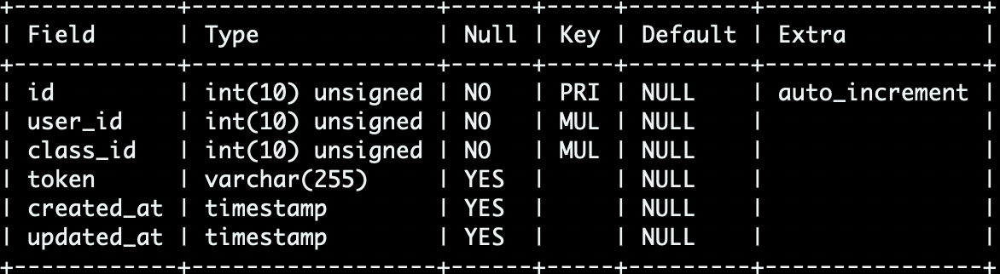 +------------+------------------+------+-----+---------+----------------+
| Field      | Type             | Null | Key | Default | Extra          |
+------------+------------------+------+-----+---------+----------------+
| id         | int(10) unsigned | NO   | PRI | NULL    | auto_increment |
| user_id    | int(10) unsigned | NO   | MUL | NULL    |                |
| class_id   | int(10) unsigned | NO   | MUL | NULL    |                |
| token      | varchar(255)     | YES  |     | NULL    |                |
| created_at | timestamp        | YES  |     | NULL    |                |
| updated_at | timestamp        | YES  |     | NULL    |                |
+------------+------------------+------+-----+---------+----------------+